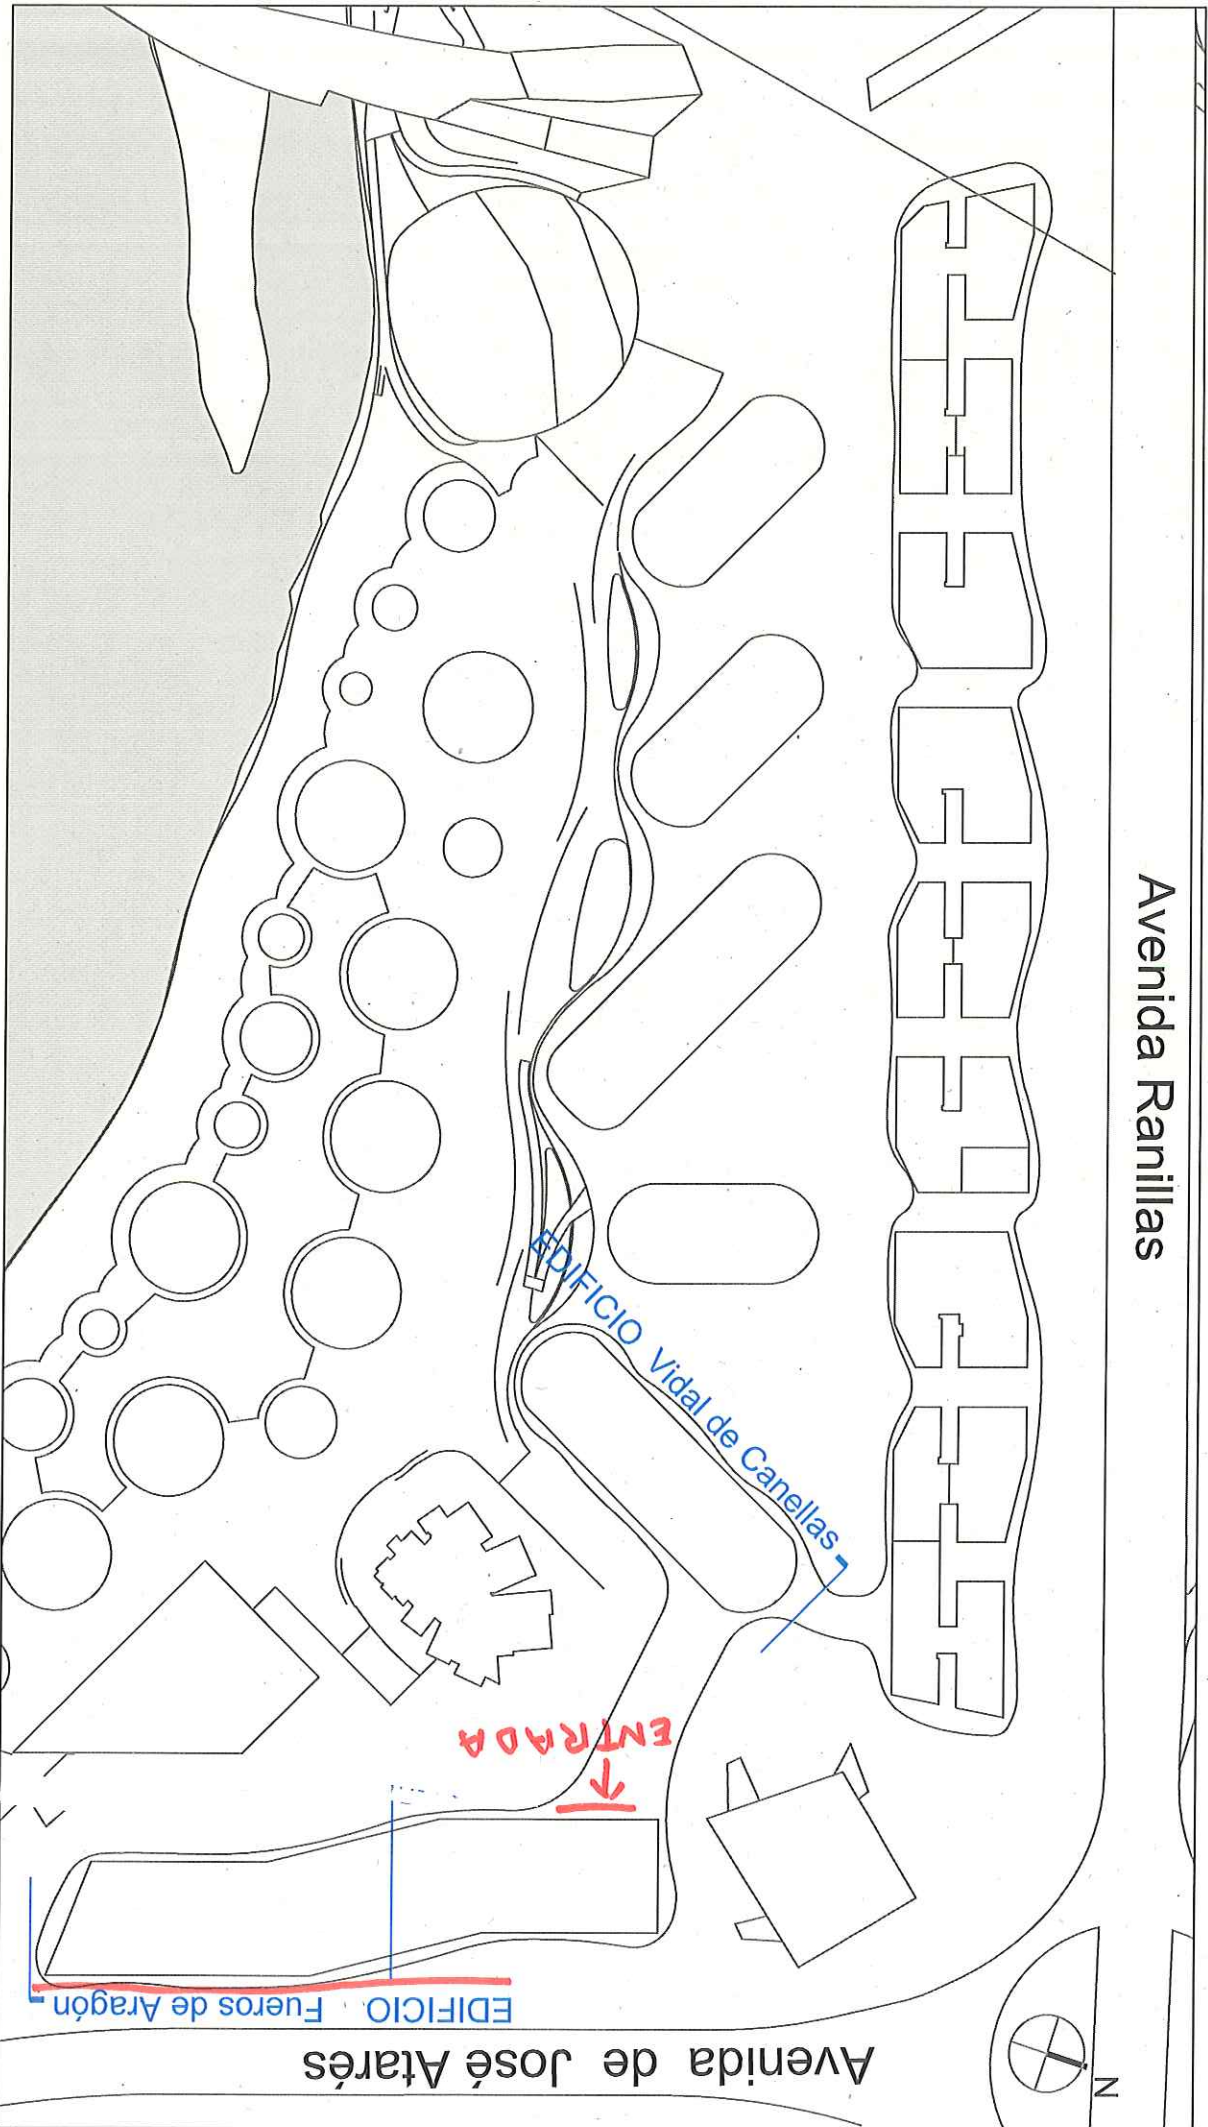 Avenida Ranillas
EDIFICIO Vidal de Canellas
ENTRADA
EDIFICIO Fueros de Aragón
Avenida de José Atarés
N